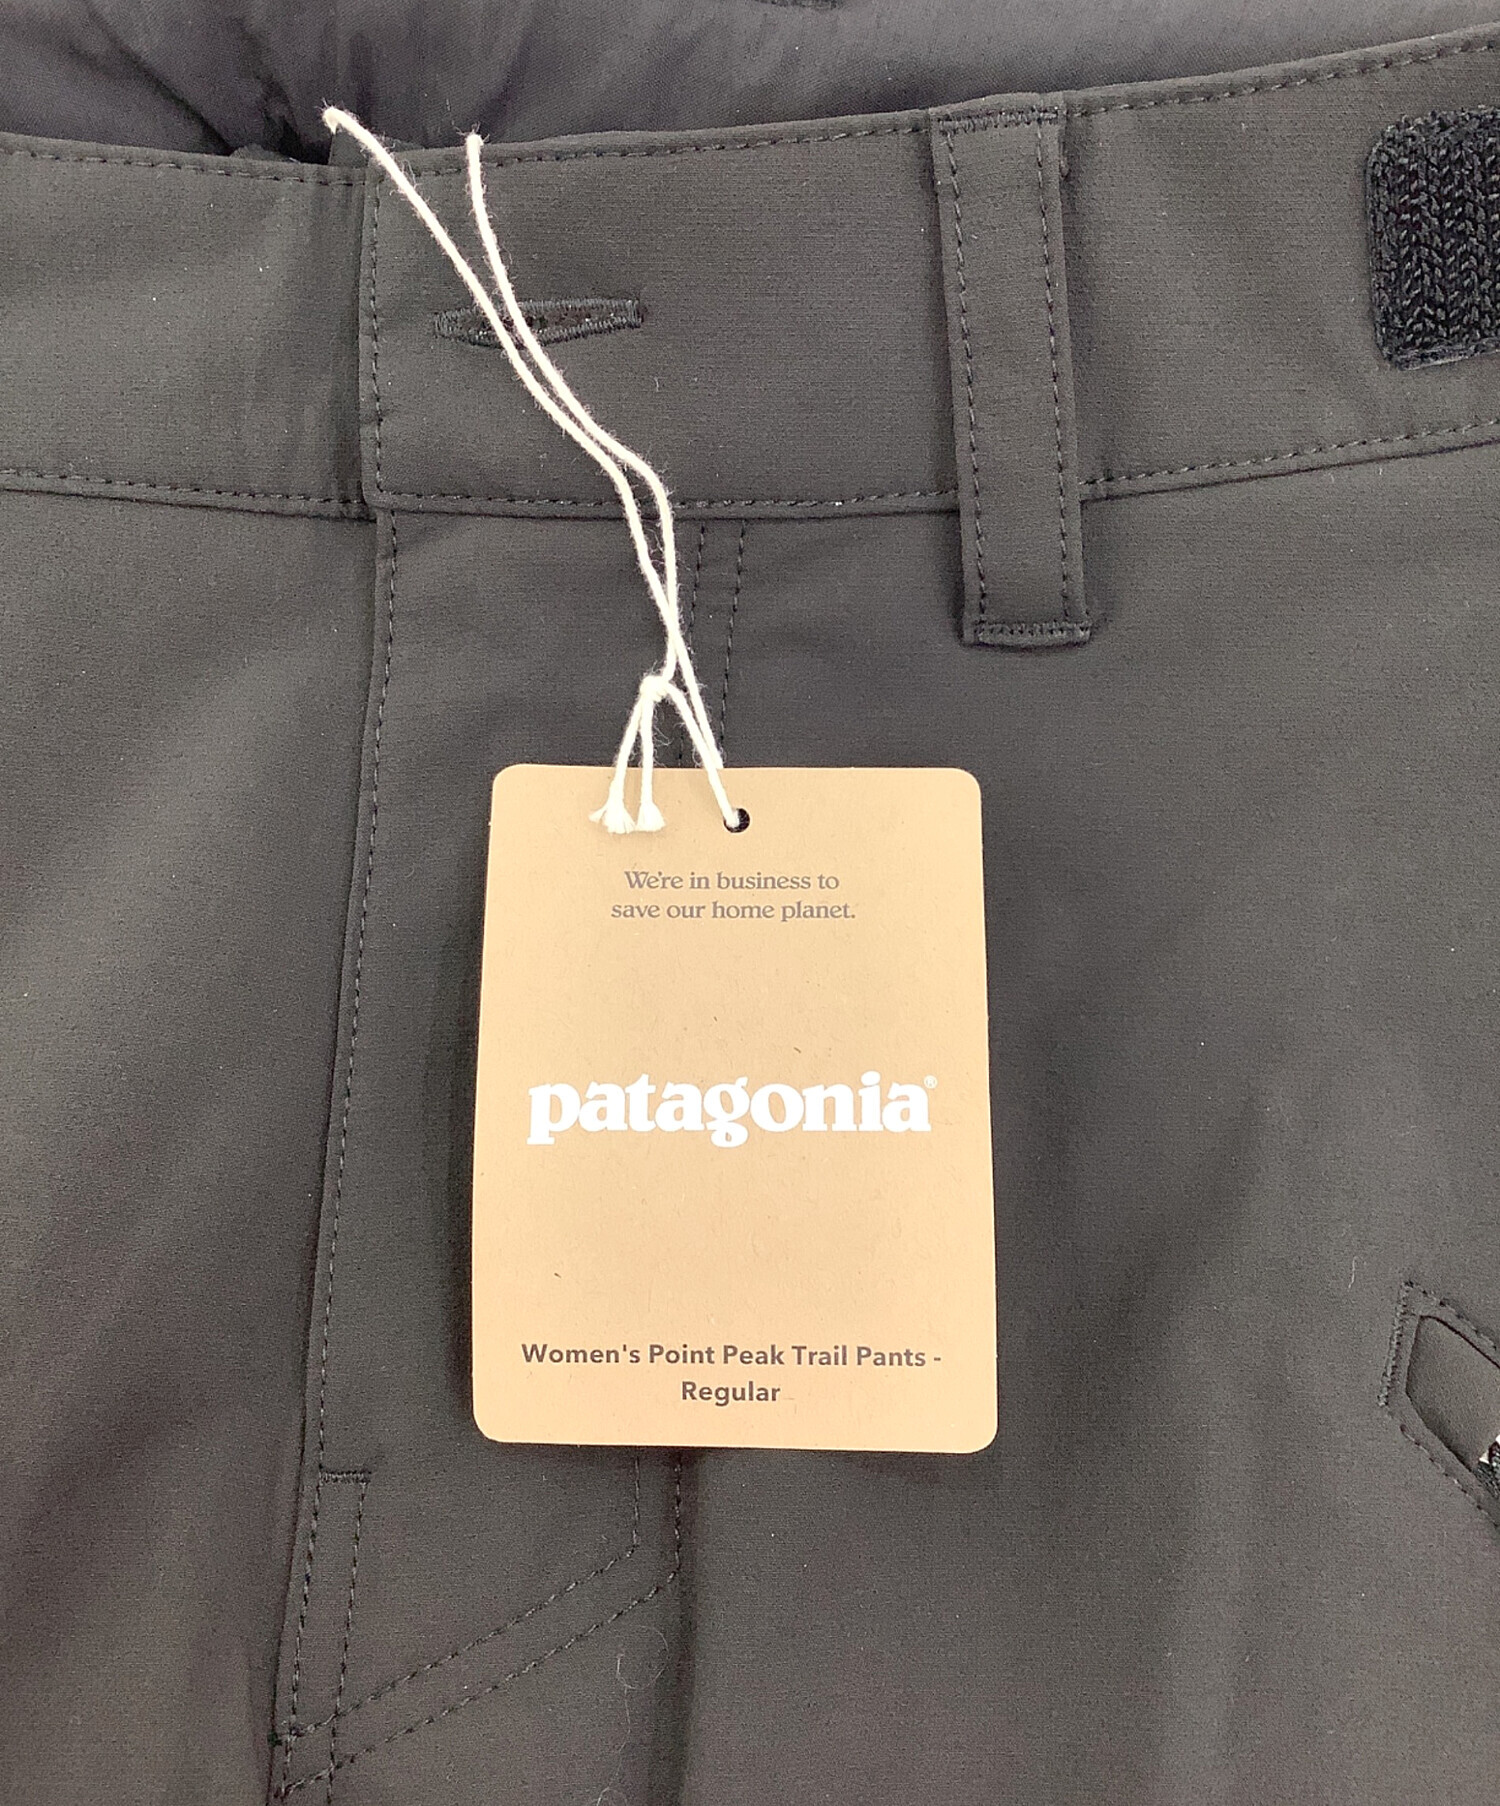 We're in business to
save our home planet.
patagonia®
Women's Point Peak Trail Pants -
Regular